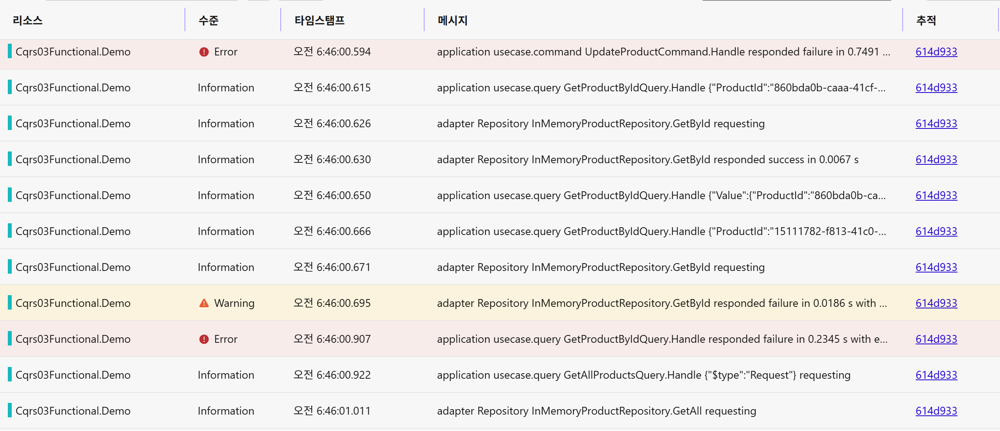 리소스 수준 타임스탬프 메시지 추적
Cqrs03Functional.Demo Error 오전 6:46:00.594 application usecase.command UpdateProductCommand.Handle responded failure in 0.7491 ... 614d933
Cqrs03Functional.Demo Information 오전 6:46:00.615 application usecase.query GetProductByIdQuery.Handle {"ProductId":"860bda0b-caaa-41cf-... 614d933
Cqrs03Functional.Demo Information 오전 6:46:00.626 adapter Repository InMemoryProductRepository.GetById requesting 614d933
Cqrs03Functional.Demo Information 오전 6:46:00.630 adapter Repository InMemoryProductRepository.GetById responded success in 0.0067 s 614d933
Cqrs03Functional.Demo Information 오전 6:46:00.650 application usecase.query GetProductByIdQuery.Handle {"Value":{"ProductId":"860bda0b-ca... 614d933
Cqrs03Functional.Demo Information 오전 6:46:00.666 application usecase.query GetProductByIdQuery.Handle {"ProductId":"15111782-f813-41c0-... 614d933
Cqrs03Functional.Demo Information 오전 6:46:00.671 adapter Repository InMemoryProductRepository.GetById requesting 614d933
Cqrs03Functional.Demo Warning 오전 6:46:00.695 adapter Repository InMemoryProductRepository.GetById responded failure in 0.0186 s with ... 614d933
Cqrs03Functional.Demo Error 오전 6:46:00.907 application usecase.query GetProductByIdQuery.Handle responded failure in 0.2345 s with e... 614d933
Cqrs03Functional.Demo Information 오전 6:46:00.922 application usecase.query GetAllProductsQuery.Handle {"$type":"Request"} requesting 614d933
Cqrs03Functional.Demo Information 오전 6:46:01.011 adapter Repository InMemoryProductRepository.GetAll requesting 614d933